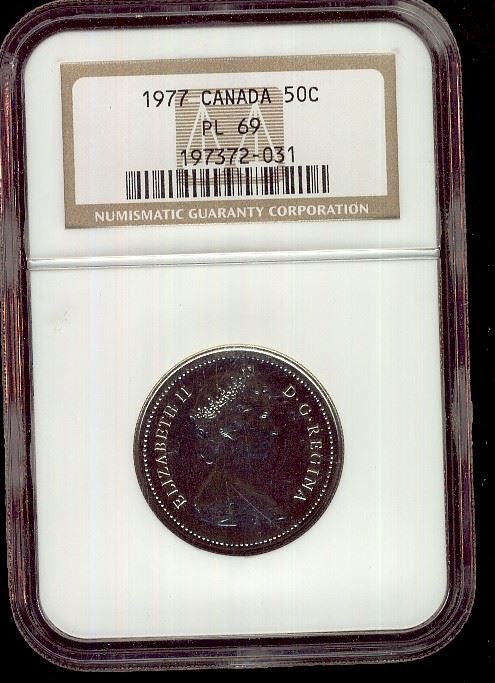 1977 CANADA 50C
PL 69
197372-031
NUMISMATIC GUARANTY CORPORATION
ELIZABETH II D·G·REGINA